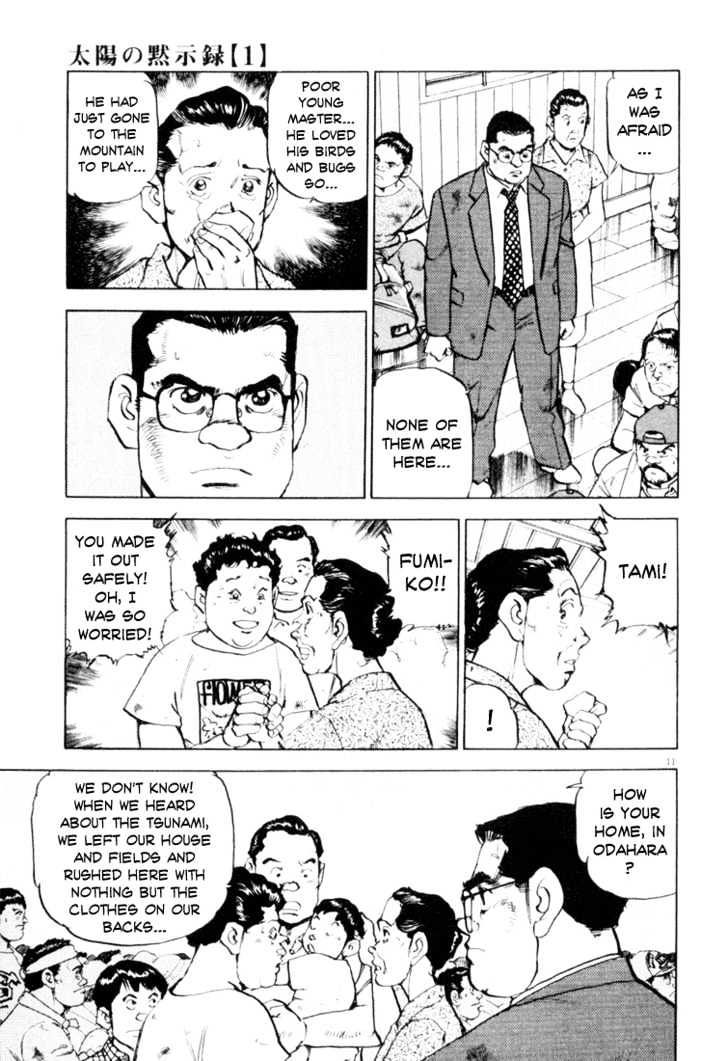 太陽の黙示録【1】
AS I
WAS
AFRAID
...
NONE OF
THEM ARE
HERE...
POOR
YOUNG
MASTER...
HE LOVED
HIS BIRDS
AND BUGS
SO...
HE HAD
JUST GONE
TO THE
MOUNTAIN
TO PLAY...
TAMI!
!
FUMI-
KO!!
YOU MADE
IT OUT
SAFELY!
OH, I
WAS SO
WORRIED!
FLOWER
11
HOW
IS YOUR
HOME, IN
ODAHARA
?
WE DON'T KNOW!
WHEN WE HEARD
ABOUT THE TSUNAMI,
WE LEFT OUR HOUSE
AND FIELDS AND
RUSHED HERE WITH
NOTHING BUT THE
CLOTHES ON OUR
BACKS...